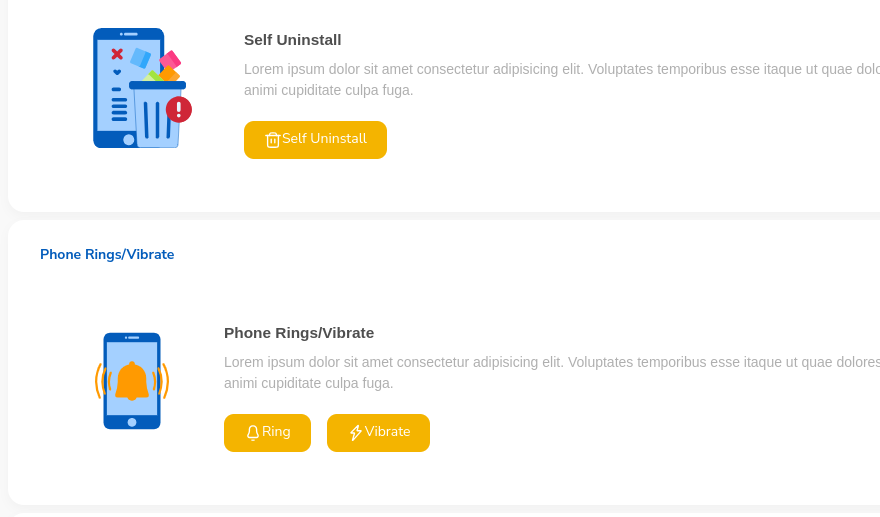 Self Uninstall
Lorem ipsum dolor sit amet consectetur adipisicing elit. Voluptates temporibus esse itaque ut quae
animi cupiditate culpa fuga.
Self Uninstall
Phone Rings/Vibrate
Phone Rings/Vibrate
Lorem ipsum dolor sit amet consectetur adipisicing elit. Voluptates temporibus esse itaque ut quae dolores
animi cupiditate culpa fuga.
Ring
Vibrate